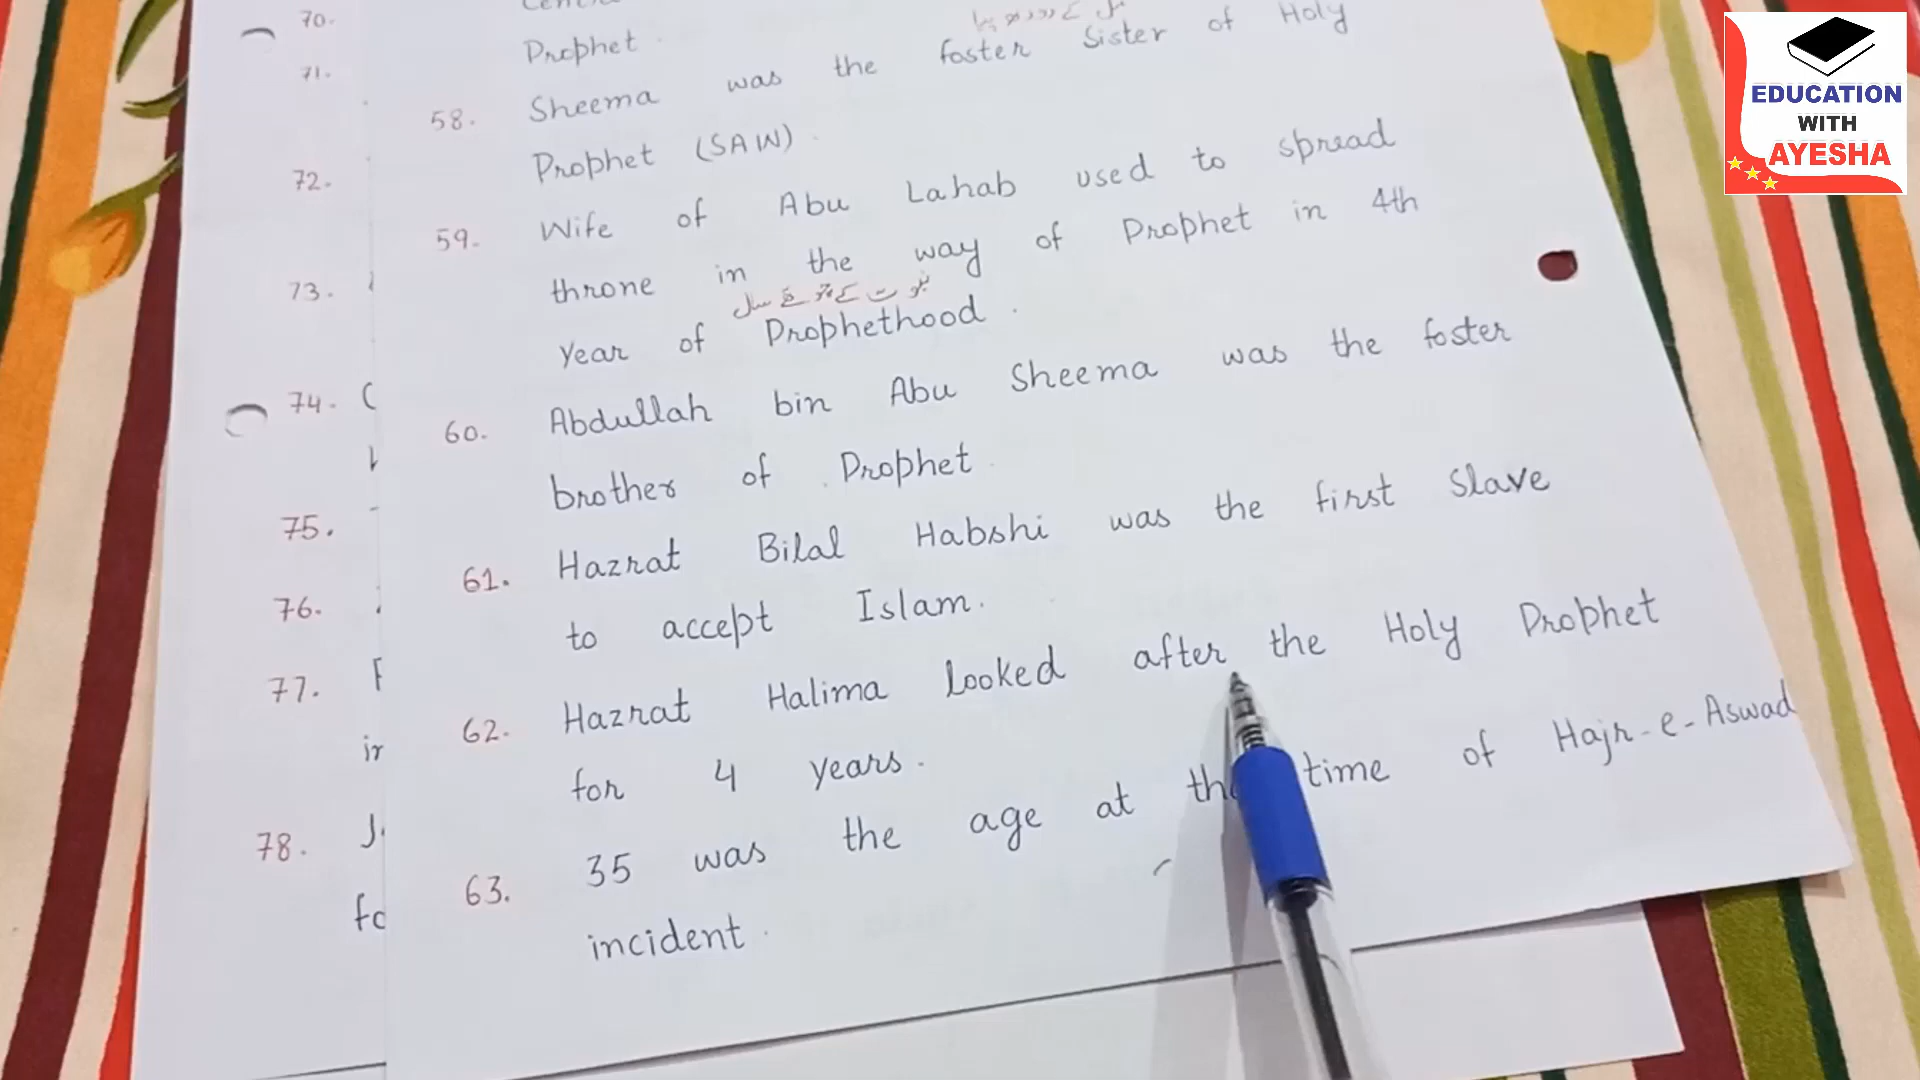 70.
71.
72.
73.
74.
75.
76.
77.
78.
Prophet.
58. Sheema was the foster Sister of Holy
Prophet (SAW).
59. Wife of Abu Lahab used to spread
throne in the way of Prophet in 4th
نبوت کے چوتھے سال
year of Prophethood.
60. Abdullah bin Abu Sheema was the foster
brother of Prophet.
61. Hazrat Bilal Habshi was the first Slave
to accept Islam.
62. Hazrat Halima looked after the Holy Prophet
for 4 years.
63. 35 was the age at the time of Hajr-e-Aswad
incident.
EDUCATION
WITH
AYESHA